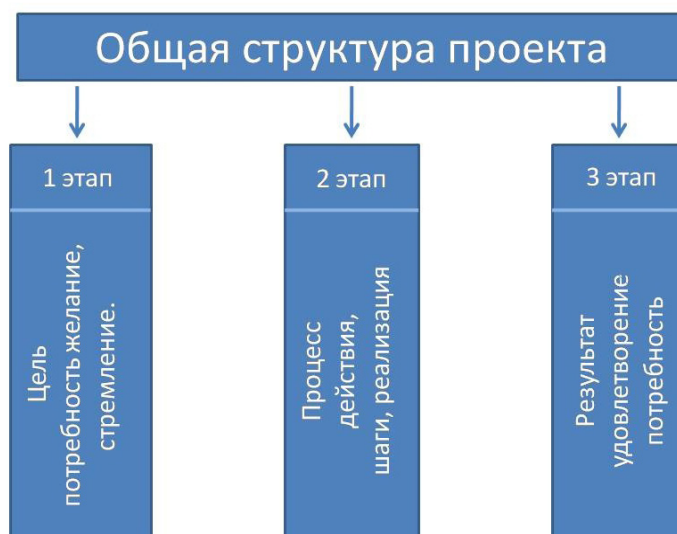 Общая структура проекта
1 этап
Цель
потребность желание,
стремление.
2 этап
Процесс
действия,
шаги, реализация
3 этап
Результат
удовлетворение
потребность